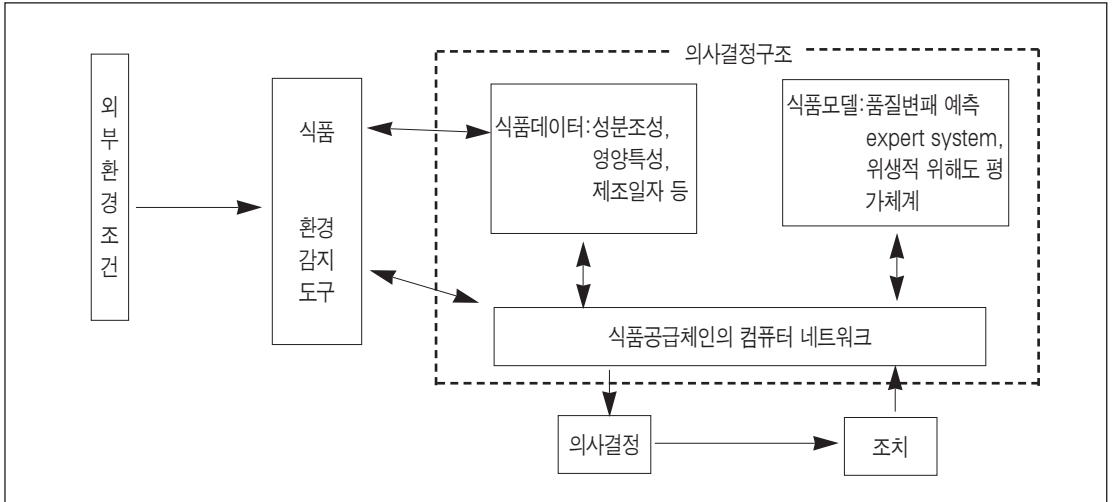 의사결정구조
외
부
환
경
조
건
식품
환경
감지
도구
식품데이터:성분조성,
영양특성,
제조일자 등
식품모델:품질변패 예측
expert system,
위생적 위해도 평
가체계
식품공급체인의 컴퓨터 네트워크
의사결정
조치